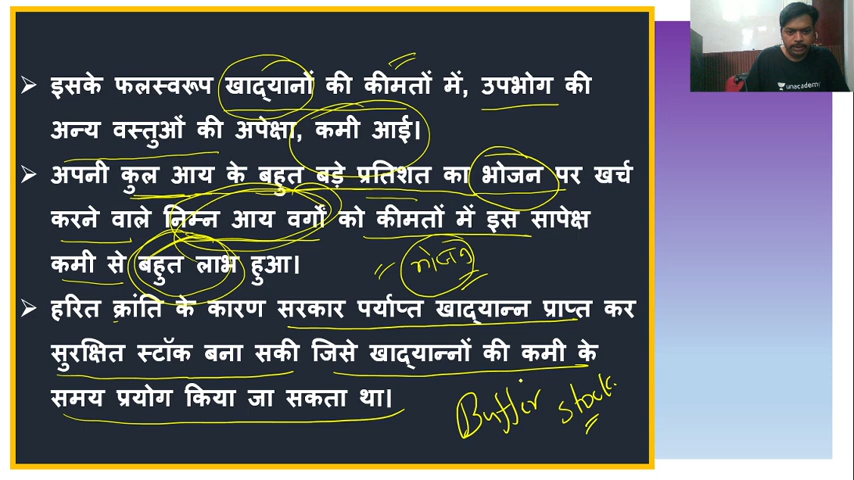 ➤ इसके फलस्वरूप खाद्यानों की कीमतों में, उपभोग की
अन्य वस्तुओं की अपेक्षा, कमी आई।
➤ अपनी कुल आय के बहुत बड़े प्रतिशत का भोजन पर खर्च
करने वाले निम्न आय वर्गों को कीमतों में इस सापेक्ष
कमी से बहुत लाभ हुआ।
भोजन
➤ हरित क्रांति के कारण सरकार पर्याप्त खाद्यान्न प्राप्त कर
सुरक्षित स्टॉक बना सकी जिसे खाद्यान्नों की कमी के
समय प्रयोग किया जा सकता था।
Buffer stock
unacademy